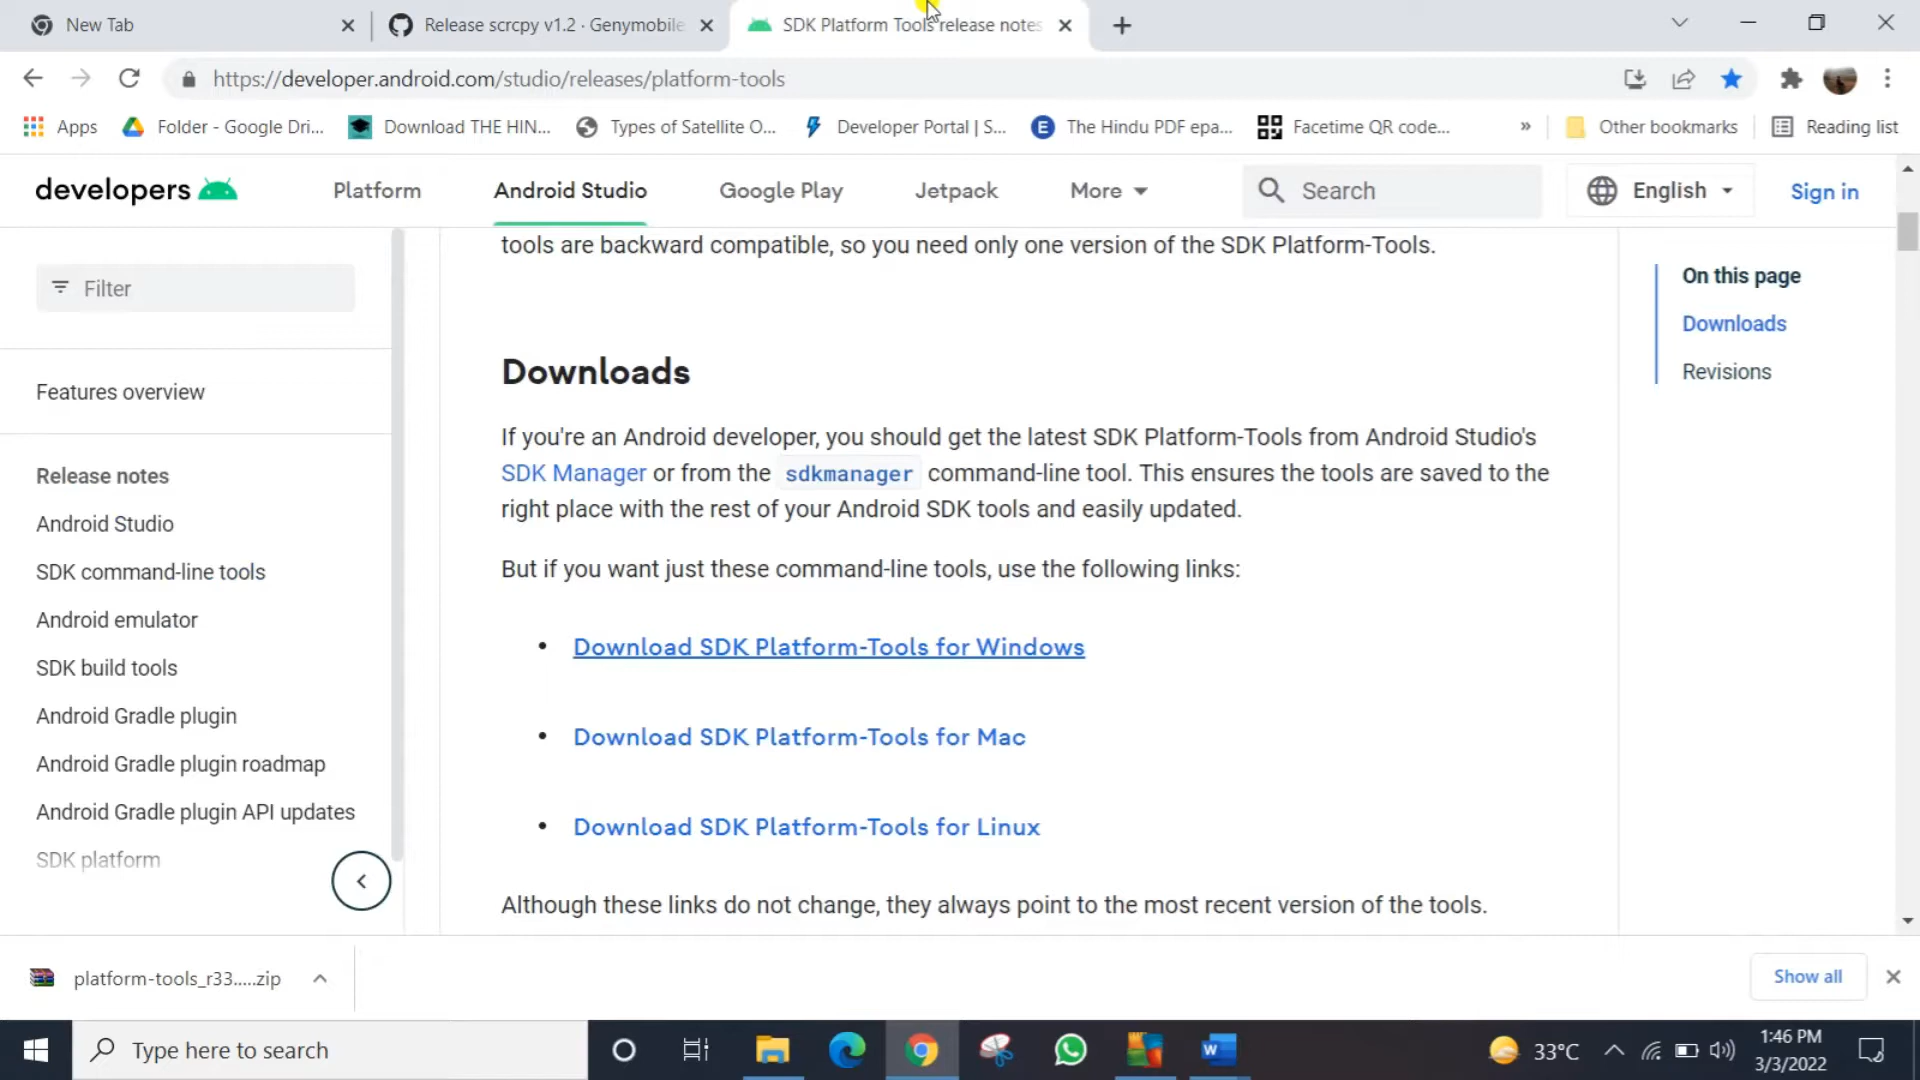 New Tab
Release scrcpy v1.2 · Genymobile
SDK Platform Tools release notes
https://developer.android.com/studio/releases/platform-tools
Apps
Folder - Google Dri...
Download THE HIN...
Types of Satellite O...
Developer Portal | S...
The Hindu PDF epa...
Facetime QR code...
»
Other bookmarks
Reading list
developers
Platform
Android Studio
Google Play
Jetpack
More
Search
English
Sign in
Filter
Features overview
Release notes
Android Studio
SDK command-line tools
Android emulator
SDK build tools
Android Gradle plugin
Android Gradle plugin roadmap
Android Gradle plugin API updates
SDK platform
tools are backward compatible, so you need only one version of the SDK Platform-Tools.
Downloads
If you're an Android developer, you should get the latest SDK Platform-Tools from Android Studio's
SDK Manager or from the sdkmanager command-line tool. This ensures the tools are saved to the
right place with the rest of your Android SDK tools and easily updated.
But if you want just these command-line tools, use the following links:
• Download SDK Platform-Tools for Windows
• Download SDK Platform-Tools for Mac
• Download SDK Platform-Tools for Linux
Although these links do not change, they always point to the most recent version of the tools.
On this page
Downloads
Revisions
platform-tools_r33.....zip
Show all
Type here to search
33°C
1:46 PM
3/3/2022